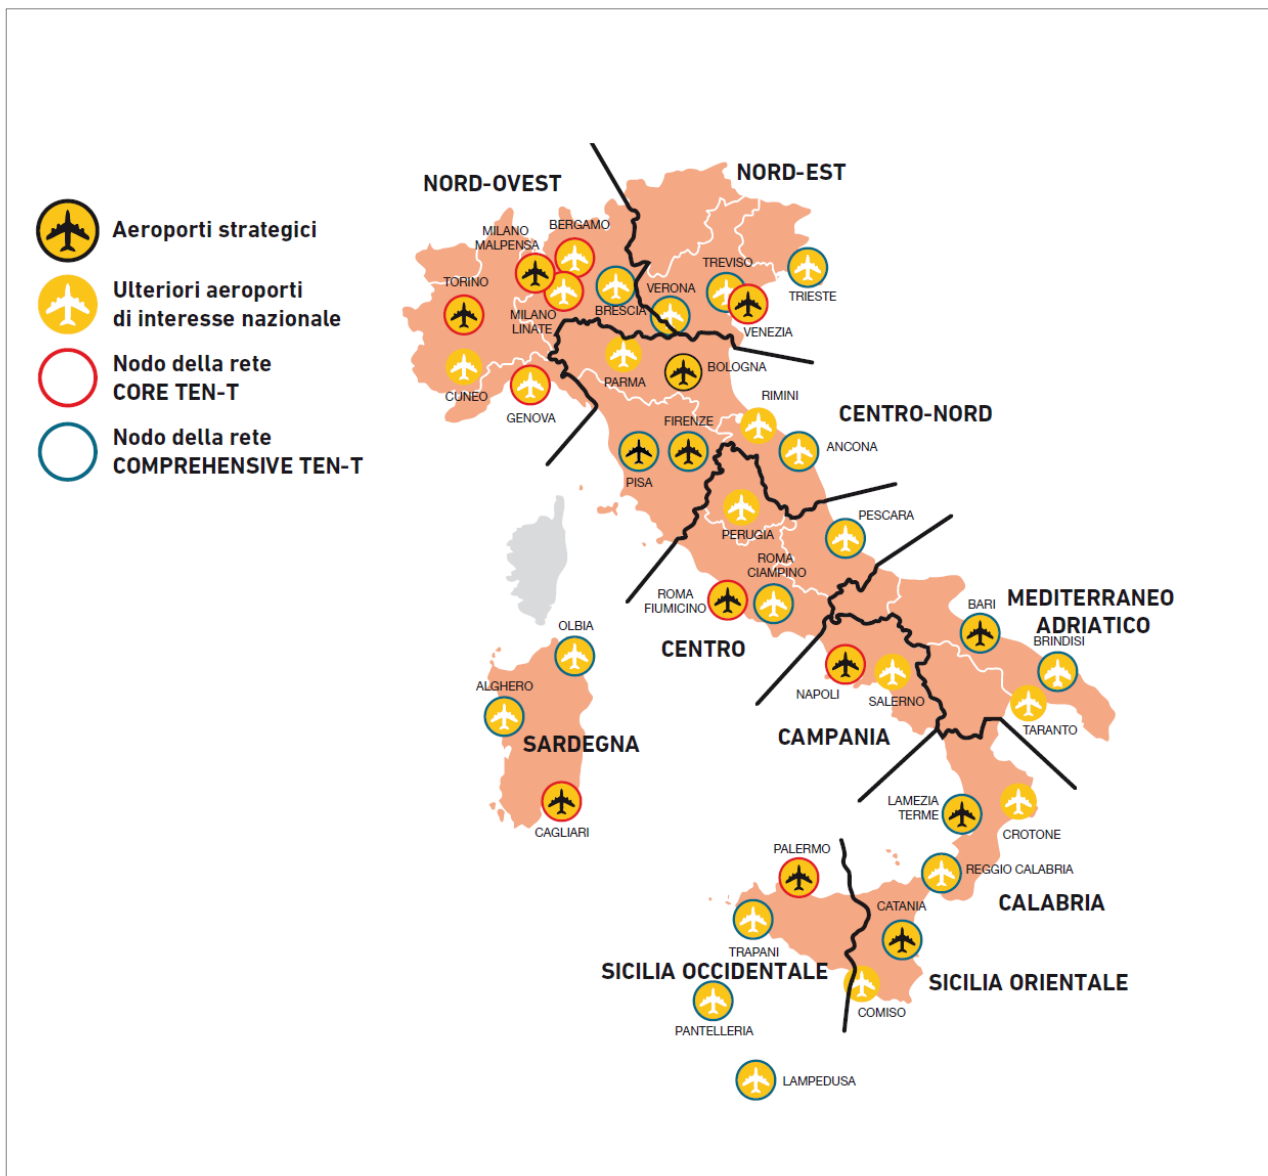 Aeroporti strategici
Ulteriori aeroporti
di interesse nazionale
Nodo della rete
CORE TEN-T
Nodo della rete
COMPREHENSIVE TEN-T
NORD-OVEST
NORD-EST
BERGAMO
MILANO
MALPENSA
TORINO
TREVISO
VERONA
TRIESTE
BRESCIA
MILANO
LINATE
VENEZIA
CUNEO
PARMA
BOLOGNA
GENOVA
RIMINI
CENTRO-NORD
FIRENZE
ANCONA
PISA
PESCARA
PERUGIA
ROMA
CIAMPINO
ROMA
FIUMICINO
CENTRO
BARI
MEDITERRANEO
ADRIATICO
BRINDISI
OLBIA
NAPOLI
SALERNO
TARANTO
CAMPANIA
ALGHERO
SARDEGNA
CAGLIARI
LAMEZIA
TERME
CROTONE
PALERMO
REGGIO CALABRIA
CALABRIA
CATANIA
TRAPANI
SICILIA OCCIDENTALE
SICILIA ORIENTALE
COMISO
PANTELLERIA
LAMPEDUSA